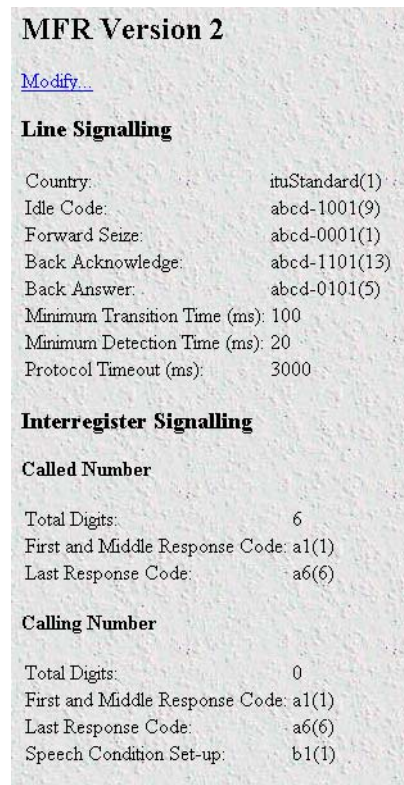 MFR Version 2
Modify...
Line Signalling
Country: ituStandard(1)
Idle Code: abcd-1001(9)
Forward Seize: abcd-0001(1)
Back Acknowledge: abcd-1101(13)
Back Answer: abcd-0101(5)
Minimum Transition Time (ms): 100
Minimum Detection Time (ms): 20
Protocol Timeout (ms): 3000
Interregister Signalling
Called Number
Total Digits: 6
First and Middle Response Code: a1(1)
Last Response Code: a6(6)
Calling Number
Total Digits: 0
First and Middle Response Code: a1(1)
Last Response Code: a6(6)
Speech Condition Set-up: b1(1)